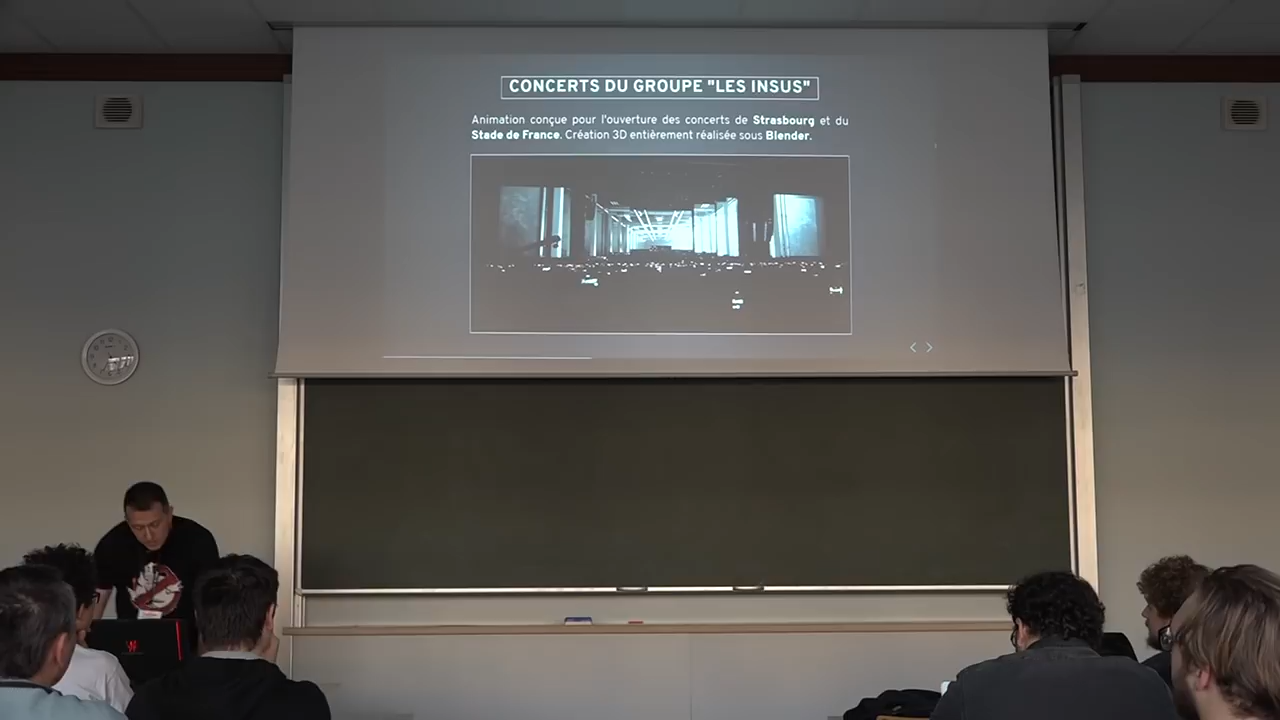 CONCERTS DU GROUPE "LES INSUS"
Animation conçue pour l'ouverture des concerts de Strasbourg et du
Stade de France. Création 3D entièrement réalisée sous Blender.